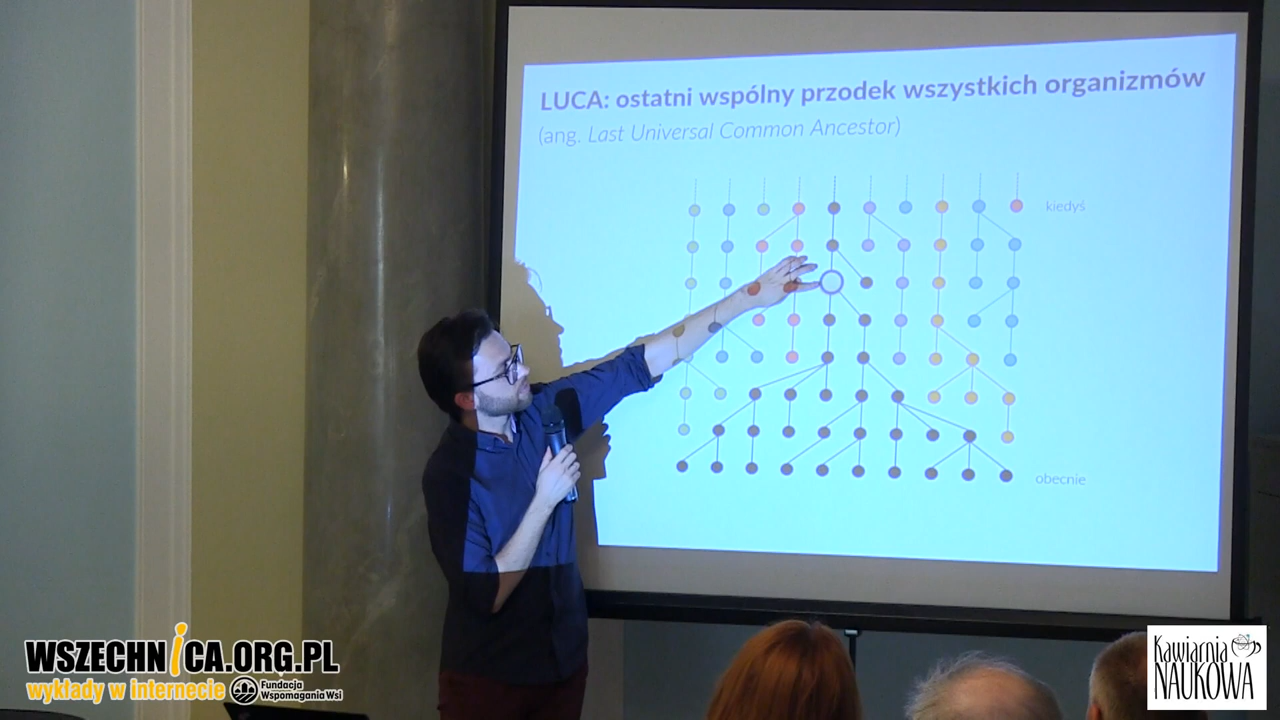 LUCA: ostatni wspólny przodek wszystkich organizmów
(ang. Last Universal Common Ancestor)
kiedyś
obecnie
WSZECHNICA.ORG.PL
wykłady w internecie
Fundacja
Wspomagania Wsi
Kawiarnia
NAUKOWA